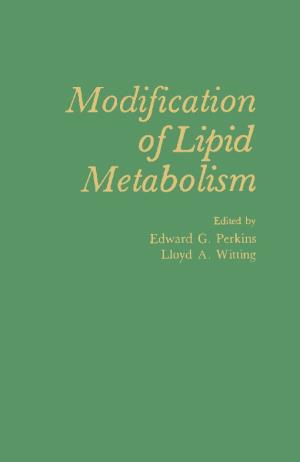 Modification
of Lipid
Metabolism
Edited by
Edward G. Perkins
Lloyd A. Witting